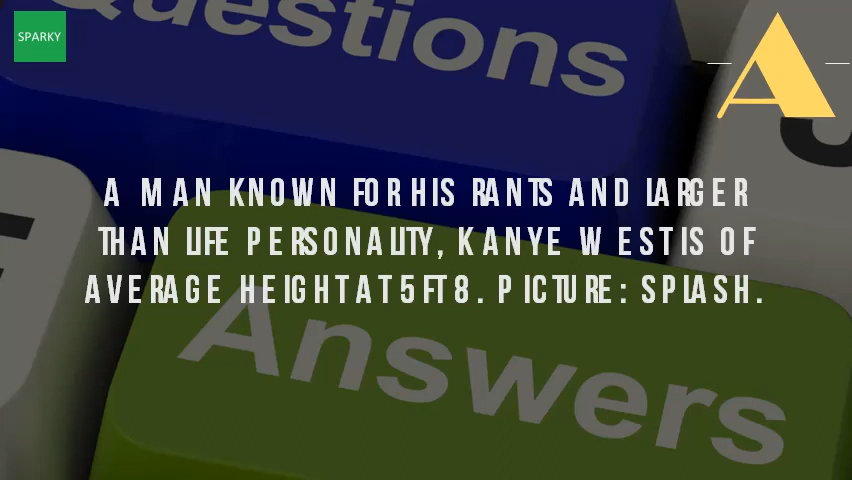 SPARKY
A
Questions
A MAN KNOWN FOR HIS RANTS AND LARGER
THAN LIFE PERSONALITY, KANYE WEST IS OF
AVERAGE HEIGHT AT 5FT 8. PICTURE: SPLASH.
Answers